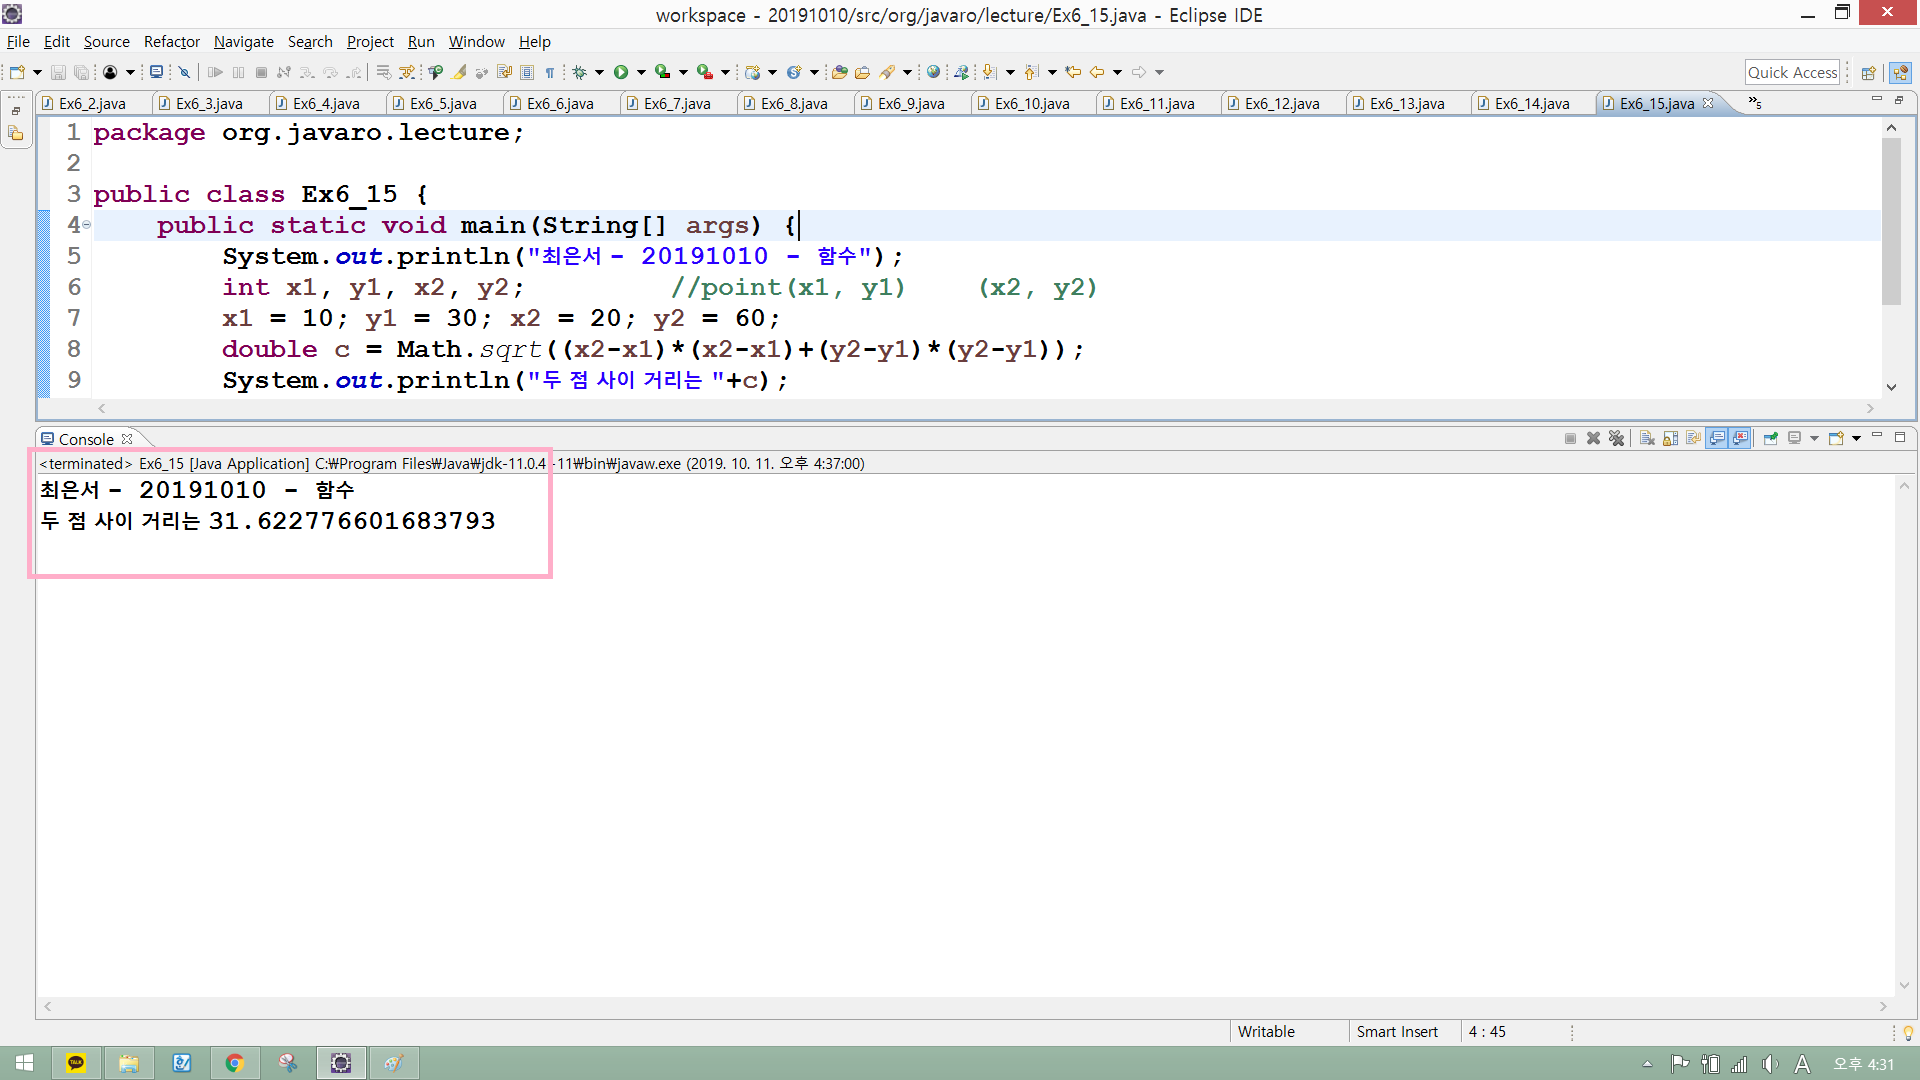 workspace - 20191010/src/org/javaro/lecture/Ex6_15.java - Eclipse IDE
File Edit Source Refactor Navigate Search Project Run Window Help
Quick Access
Ex6_2.java Ex6_3.java Ex6_4.java Ex6_5.java Ex6_6.java Ex6_7.java Ex6_8.java Ex6_9.java Ex6_10.java Ex6_11.java Ex6_12.java Ex6_13.java Ex6_14.java Ex6_15.java »5
1 package org.javaro.lecture;
2
3 public class Ex6_15 {
4 public static void main(String[] args) {
5 System.out.println("최은서 - 20191010 - 함수");
6 int x1, y1, x2, y2; //point(x1, y1) (x2, y2)
7 x1 = 10; y1 = 30; x2 = 20; y2 = 60;
8 double c = Math.sqrt((x2-x1)*(x2-x1)+(y2-y1)*(y2-y1));
9 System.out.println("두 점 사이 거리는 "+c);
Console
<terminated> Ex6_15 [Java Application] C:₩Program Files₩Java₩jdk-11.0.4 -11₩bin₩javaw.exe (2019. 10. 11. 오후 4:37:00)
최은서 - 20191010 - 함수
두 점 사이 거리는 31.622776601683793
Writable Smart Insert 4 : 45
TALK A 오후 4:31